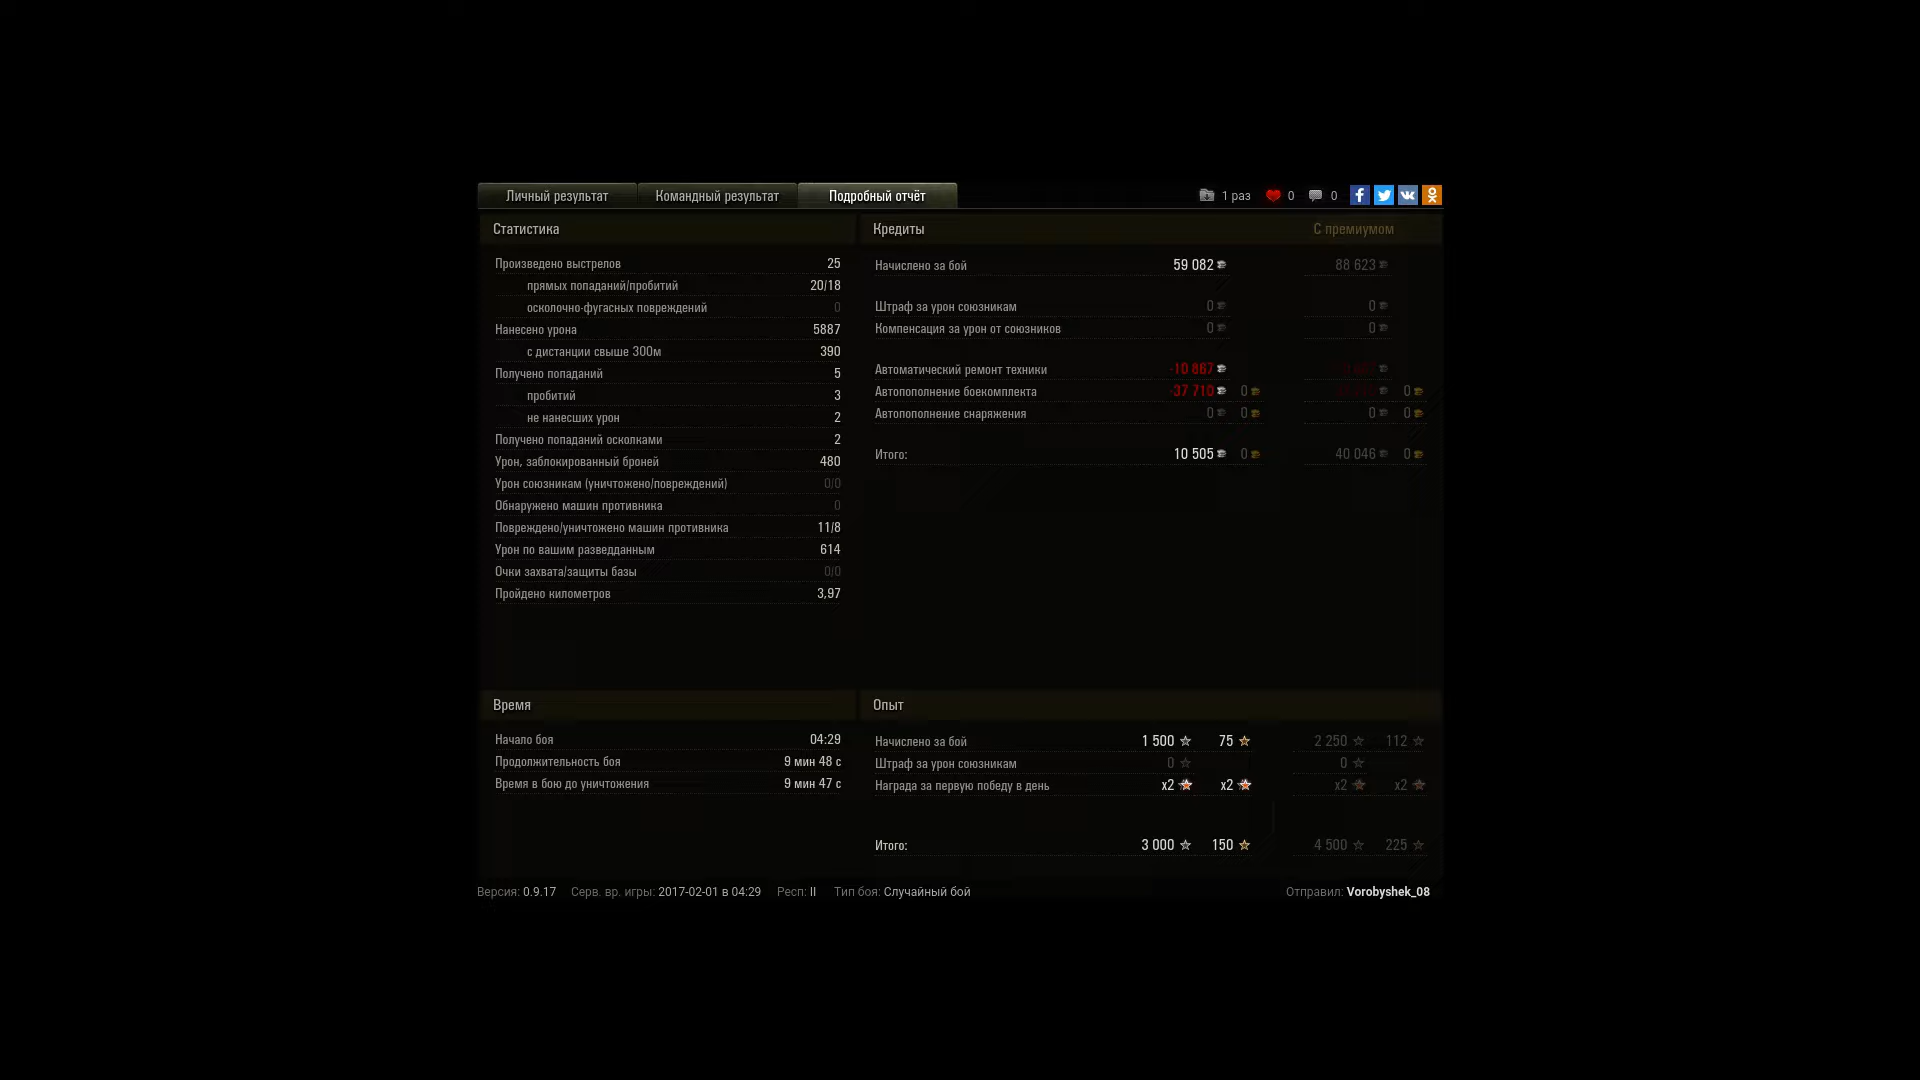 Личный результат Командный результат Подробный отчёт 1 раз 0 0
Статистика
Произведено выстрелов 25
прямых попаданий/пробитий 20/18
осколочно-фугасных повреждений 0
Нанесено урона 5887
с дистанции свыше 300м 390
Получено попаданий 5
пробитий 3
не нанесших урон 2
Получено попаданий осколками 2
Урон, заблокированный броней 480
Урон союзникам (уничтожено/повреждений) 0/0
Обнаружено машин противника 0
Повреждено/уничтожено машин противника 11/8
Урон по вашим разведданным 614
Очки захвата/защиты базы 0/0
Пройдено километров 3,97
Кредиты С премиумом
Начислено за бой 59 082 88 623
Штраф за урон союзникам 0 0
Компенсация за урон от союзников 0 0
Автоматический ремонт техники -10 867
Автопополнение боекомплекта -37 710 0 0
Автопополнение снаряжения 0 0 0 0
Итого: 10 505 0 40 046 0
Время
Начало боя 04:29
Продолжительность боя 9 мин 48 с
Время в бою до уничтожения 9 мин 47 с
Опыт
Начислено за бой 1 500 75 2 250 112
Штраф за урон союзникам 0 0
Награда за первую победу в день x2 x2 x2 x2
Итого: 3 000 150 4 500 225
Версия: 0.9.17 Серв. вр. игры: 2017-02-01 в 04:29 Респ: II Тип боя: Случайный бой Отправил: Vorobyshek_08